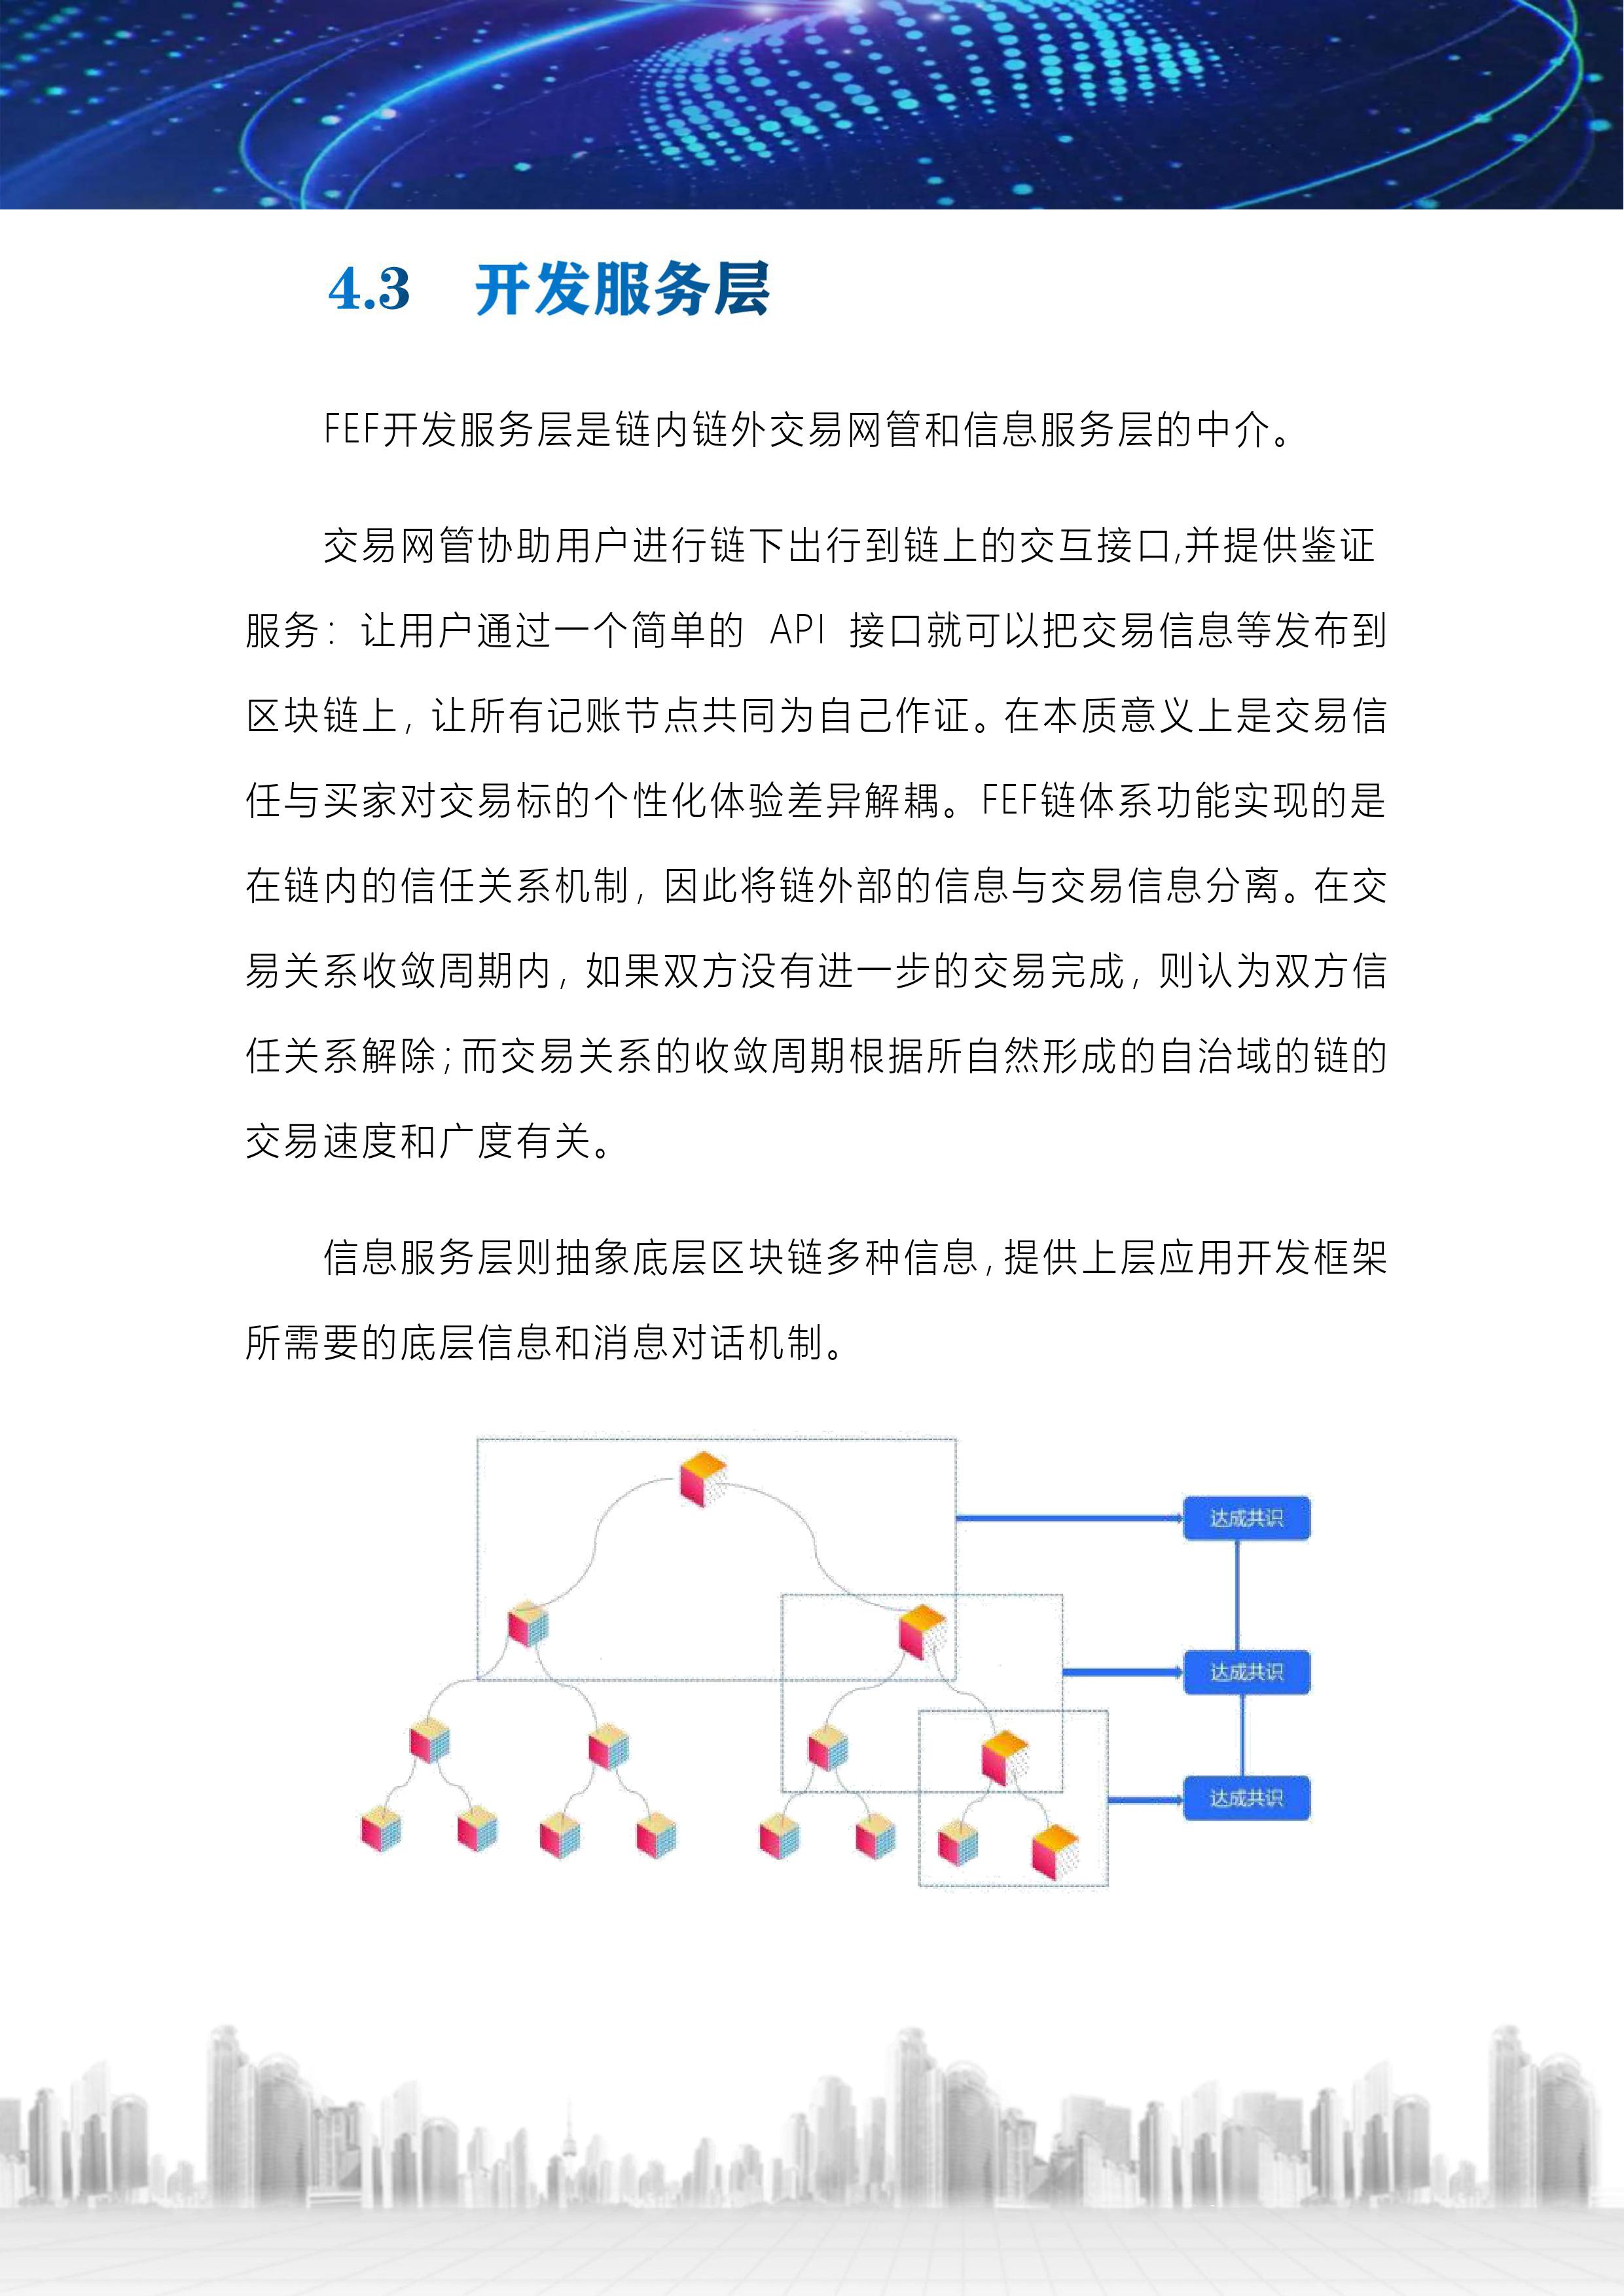 4.3 开发服务层
FEF开发服务层是链内链外交易网管和信息服务层的中介。
交易网管协助用户进行链下出行到链上的交互接口,并提供鉴证
服务：让用户通过一个简单的 API 接口就可以把交易信息等发布到
区块链上，让所有记账节点共同为自己作证。在本质意义上是交易信
任与买家对交易标的个性化体验差异解耦。FEF链体系功能实现的是
在链内的信任关系机制，因此将链外部的信息与交易信息分离。在交
易关系收敛周期内，如果双方没有进一步的交易完成，则认为双方信
任关系解除;而交易关系的收敛周期根据所自然形成的自治域的链的
交易速度和广度有关。
信息服务层则抽象底层区块链多种信息,提供上层应用开发框架
所需要的底层信息和消息对话机制。
达成共识
达成共识
达成共识